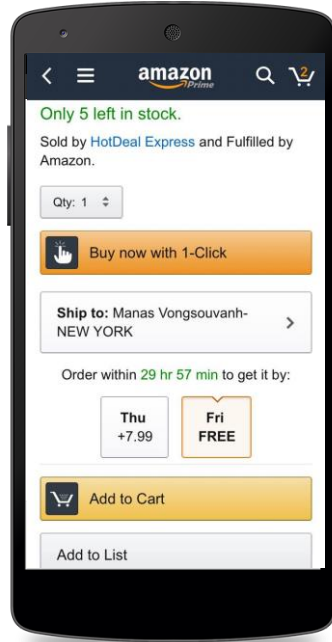 amazon
Prime
2
Only 5 left in stock.
Sold by HotDeal Express and Fulfilled by
Amazon.
Qty: 1
Buy now with 1-Click
Ship to: Manas Vongsouvanh-
NEW YORK
Order within 29 hr 57 min to get it by:
Thu
+7.99
Fri
FREE
Add to Cart
Add to List